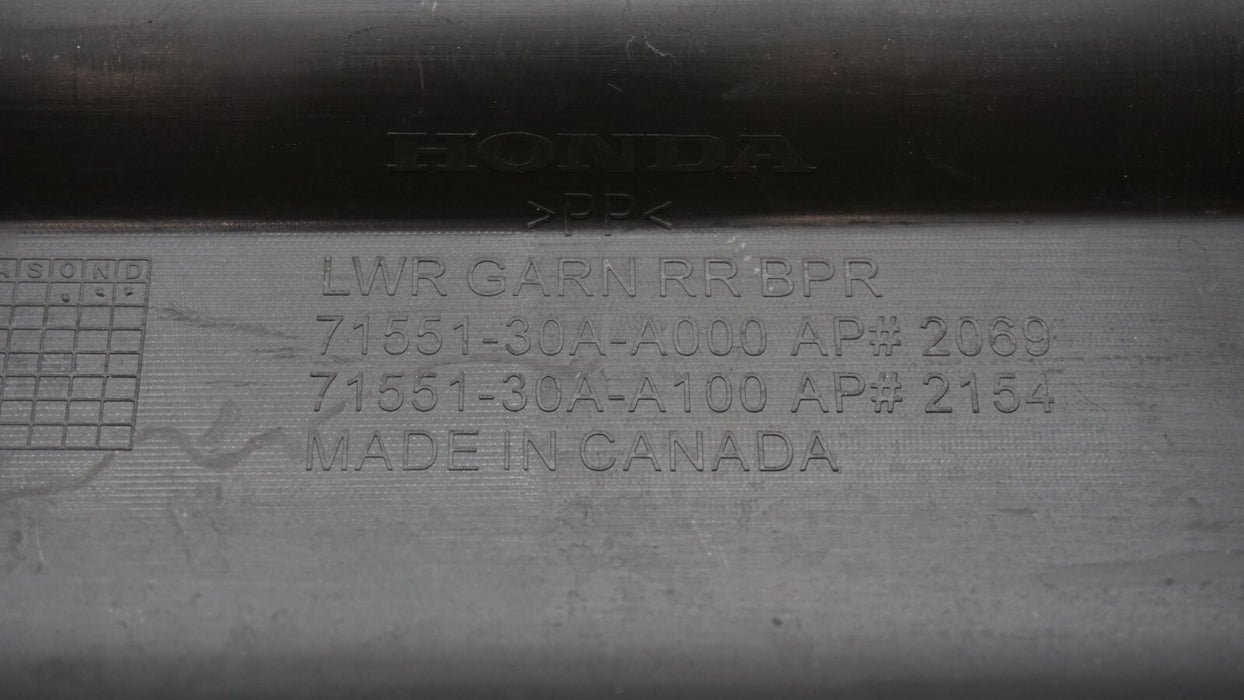 HONDA
>PP<
A S O N D
LWR GARN RR BPR
71551-30A-A000 AP# 2069
71551-30A-A100 AP# 2154
MADE IN CANADA